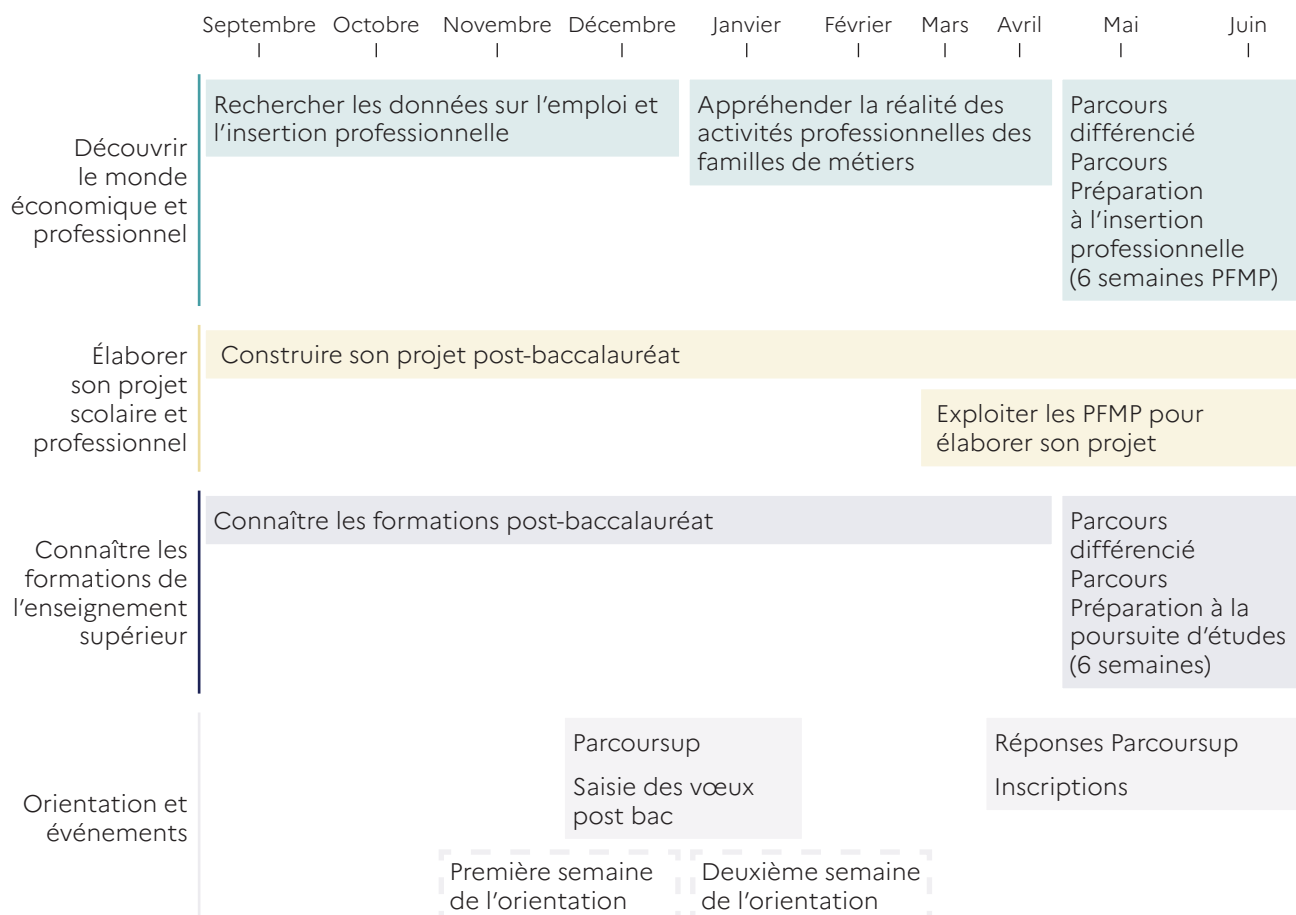 Septembre Octobre Novembre Décembre Janvier Février Mars Avril Mai Juin
Découvrir
le monde
économique et
professionnel
Rechercher les données sur l'emploi et
l'insertion professionnelle
Appréhender la réalité des
activités professionnelles des
familles de métiers
Parcours
différencié
Parcours
Préparation
à l'insertion
professionnelle
(6 semaines PFMP)
Élaborer
son projet
scolaire et
professionnel
Construire son projet post-baccalauréat
Exploiter les PFMP pour
élaborer son projet
Connaître les
formations de
l'enseignement
supérieur
Connaître les formations post-baccalauréat
Parcours
différencié
Parcours
Préparation à la
poursuite d'études
(6 semaines)
Orientation et
événements
Parcoursup
Saisie des vœux
post bac
Réponses Parcoursup
Inscriptions
Première semaine
de l'orientation
Deuxième semaine
de l'orientation